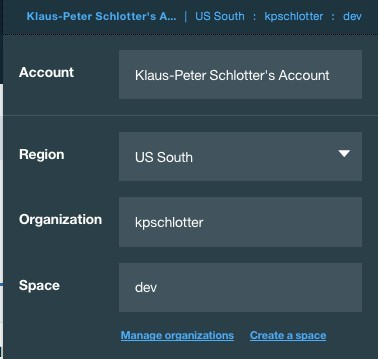 Klaus-Peter Schlotter's A... | US South : kpschlotter : dev
Account Klaus-Peter Schlotter's Account
Region US South
Organization kpschlotter
Space dev
Manage organizations Create a space